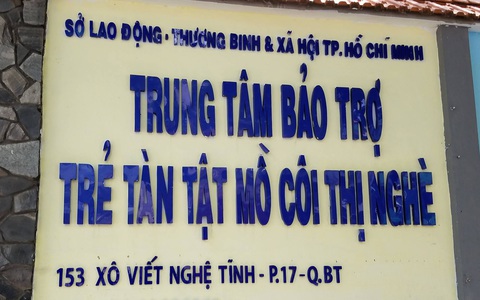 SỞ LAO ĐỘNG - THƯƠNG BINH & XÃ HỘI TP. HỒ CHÍ MINH
TRUNG TÂM BẢO TRỢ
TRẺ TÀN TẬT MỒ CÔI THỊ NGHÈ
153 XÔ VIẾT NGHỆ TĨNH - P.17-Q.BT